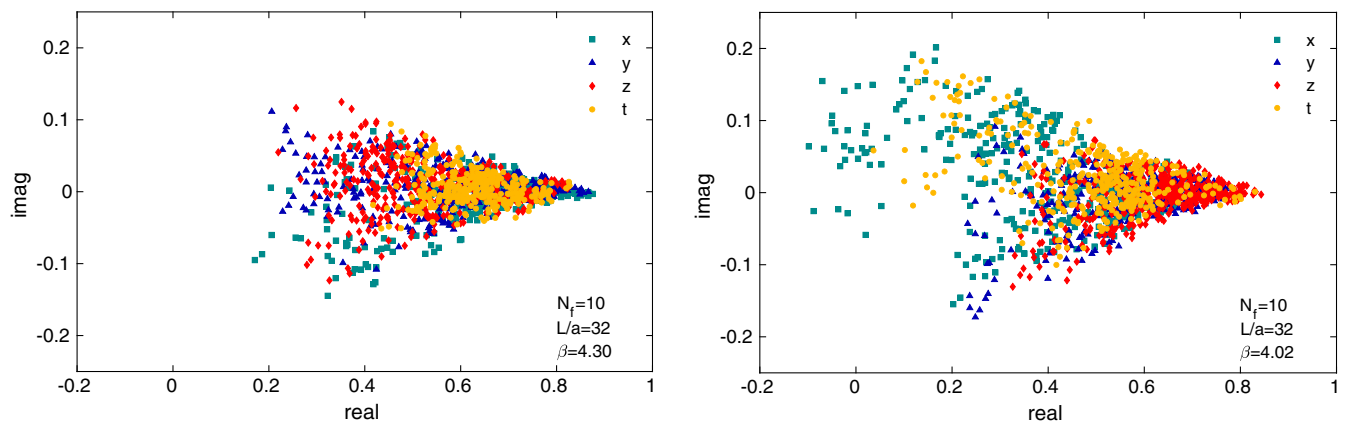 0.2
0.1
0
-0.1
-0.2
imag
-0.2
0
0.2
0.4
0.6
0.8
1
real
x
y
z
t
N_f=10
L/a=32
β=4.30
0.2
0.1
0
-0.1
-0.2
imag
-0.2
0
0.2
0.4
0.6
0.8
1
real
x
y
z
t
N_f=10
L/a=32
β=4.02